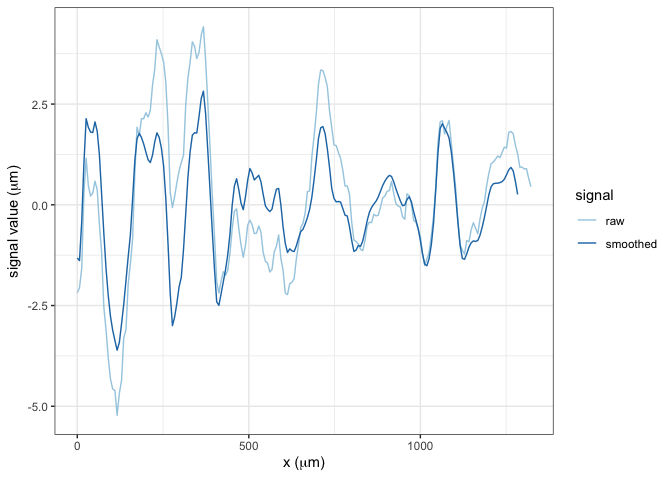 signal value (μm)
2.5
0.0
-2.5
-5.0
0
500
1000
x (μm)
signal
raw
smoothed